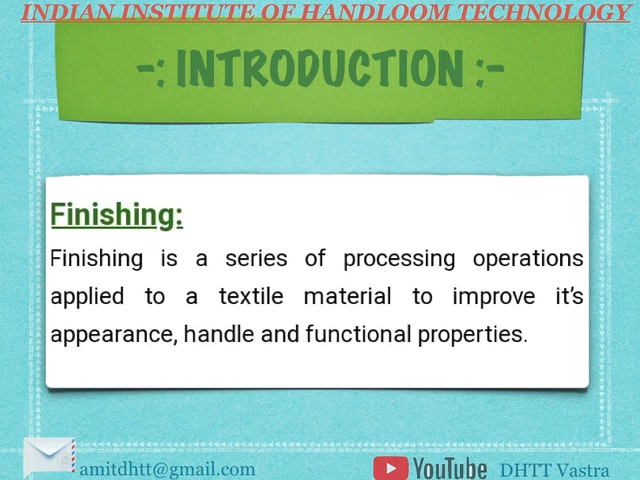 INDIAN INSTITUTE OF HANDLOOM TECHNOLOGY
-: INTRODUCTION :-
Finishing:
Finishing is a series of processing operations
applied to a textile material to improve it's
appearance, handle and functional properties.
amitdhtt@gmail.com
YouTube DHTT Vastra